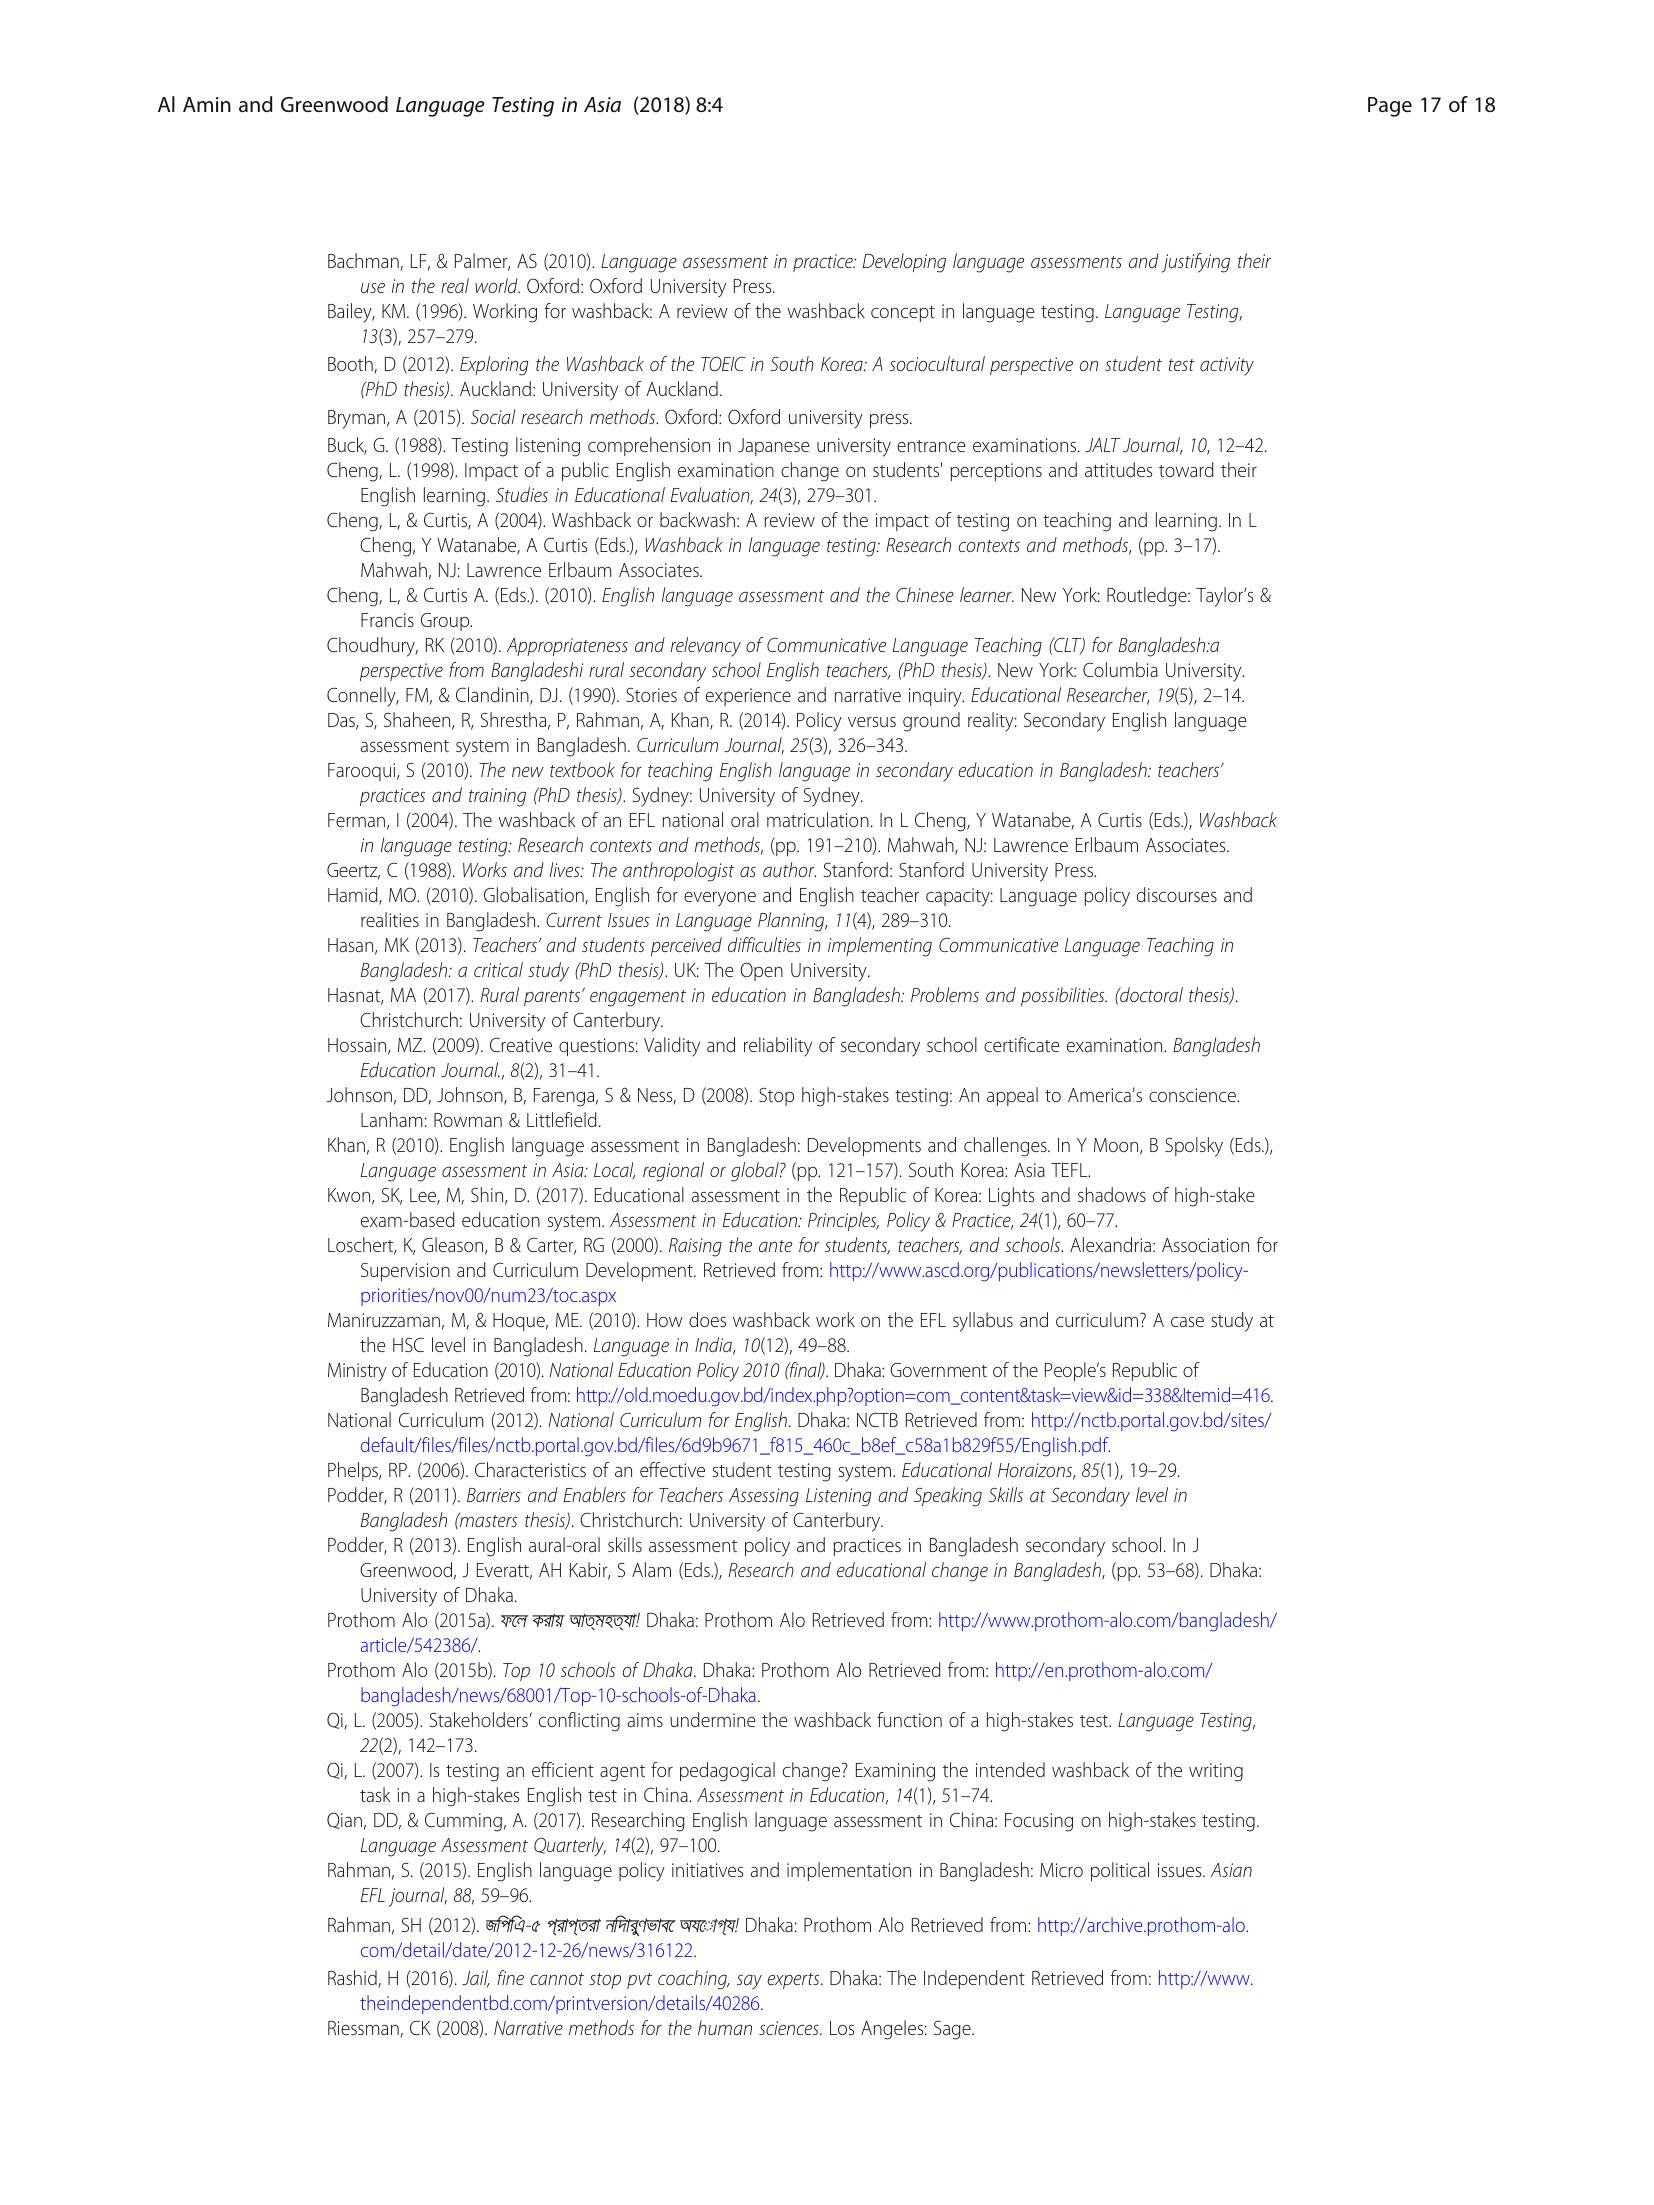 Al Amin and Greenwood Language Testing in Asia (2018) 8:4
Page 17 of 18
Bachman, LF, & Palmer, AS (2010). Language assessment in practice: Developing language assessments and justifying their
use in the real world. Oxford: Oxford University Press.
Bailey, KM. (1996). Working for washback: A review of the washback concept in language testing. Language Testing,
13(3), 257–279.
Booth, D (2012). Exploring the Washback of the TOEIC in South Korea: A sociocultural perspective on student test activity
(PhD thesis). Auckland: University of Auckland.
Bryman, A (2015). Social research methods. Oxford: Oxford university press.
Buck, G. (1988). Testing listening comprehension in Japanese university entrance examinations. JALT Journal, 10, 12–42.
Cheng, L. (1998). Impact of a public English examination change on students' perceptions and attitudes toward their
English learning. Studies in Educational Evaluation, 24(3), 279–301.
Cheng, L, & Curtis, A (2004). Washback or backwash: A review of the impact of testing on teaching and learning. In L
Cheng, Y Watanabe, A Curtis (Eds.), Washback in language testing: Research contexts and methods, (pp. 3–17).
Mahwah, NJ: Lawrence Erlbaum Associates.
Cheng, L, & Curtis A. (Eds.). (2010). English language assessment and the Chinese learner. New York: Routledge: Taylor’s &
Francis Group.
Choudhury, RK (2010). Appropriateness and relevancy of Communicative Language Teaching (CLT) for Bangladesh:a
perspective from Bangladeshi rural secondary school English teachers, (PhD thesis). New York: Columbia University.
Connelly, FM, & Clandinin, DJ. (1990). Stories of experience and narrative inquiry. Educational Researcher, 19(5), 2–14.
Das, S, Shaheen, R, Shrestha, P, Rahman, A, Khan, R. (2014). Policy versus ground reality: Secondary English language
assessment system in Bangladesh. Curriculum Journal, 25(3), 326–343.
Farooqui, S (2010). The new textbook for teaching English language in secondary education in Bangladesh: teachers’
practices and training (PhD thesis). Sydney: University of Sydney.
Ferman, I (2004). The washback of an EFL national oral matriculation. In L Cheng, Y Watanabe, A Curtis (Eds.), Washback
in language testing: Research contexts and methods, (pp. 191–210). Mahwah, NJ: Lawrence Erlbaum Associates.
Geertz, C (1988). Works and lives: The anthropologist as author. Stanford: Stanford University Press.
Hamid, MO. (2010). Globalisation, English for everyone and English teacher capacity: Language policy discourses and
realities in Bangladesh. Current Issues in Language Planning, 11(4), 289–310.
Hasan, MK (2013). Teachers’ and students perceived difficulties in implementing Communicative Language Teaching in
Bangladesh: a critical study (PhD thesis). UK: The Open University.
Hasnat, MA (2017). Rural parents’ engagement in education in Bangladesh: Problems and possibilities. (doctoral thesis).
Christchurch: University of Canterbury.
Hossain, MZ. (2009). Creative questions: Validity and reliability of secondary school certificate examination. Bangladesh
Education Journal., 8(2), 31–41.
Johnson, DD, Johnson, B, Farenga, S & Ness, D (2008). Stop high-stakes testing: An appeal to America's conscience.
Lanham: Rowman & Littlefield.
Khan, R (2010). English language assessment in Bangladesh: Developments and challenges. In Y Moon, B Spolsky (Eds.),
Language assessment in Asia: Local, regional or global? (pp. 121–157). South Korea: Asia TEFL.
Kwon, SK, Lee, M, Shin, D. (2017). Educational assessment in the Republic of Korea: Lights and shadows of high-stake
exam-based education system. Assessment in Education: Principles, Policy & Practice, 24(1), 60–77.
Loschert, K, Gleason, B & Carter, RG (2000). Raising the ante for students, teachers, and schools. Alexandria: Association for
Supervision and Curriculum Development. Retrieved from: http://www.ascd.org/publications/newsletters/policy-
priorities/nov00/num23/toc.aspx
Maniruzzaman, M, & Hoque, ME. (2010). How does washback work on the EFL syllabus and curriculum? A case study at
the HSC level in Bangladesh. Language in India, 10(12), 49–88.
Ministry of Education (2010). National Education Policy 2010 (final). Dhaka: Government of the People’s Republic of
Bangladesh Retrieved from: http://old.moedu.gov.bd/index.php?option=com_content&task=view&id=338&Itemid=416.
National Curriculum (2012). National Curriculum for English. Dhaka: NCTB Retrieved from: http://nctb.portal.gov.bd/sites/
default/files/files/nctb.portal.gov.bd/files/6d9b9671_f815_460c_b8ef_c58a1b829f55/English.pdf.
Phelps, RP. (2006). Characteristics of an effective student testing system. Educational Horaizons, 85(1), 19–29.
Podder, R (2011). Barriers and Enablers for Teachers Assessing Listening and Speaking Skills at Secondary level in
Bangladesh (masters thesis). Christchurch: University of Canterbury.
Podder, R (2013). English aural-oral skills assessment policy and practices in Bangladesh secondary school. In J
Greenwood, J Everatt, AH Kabir, S Alam (Eds.), Research and educational change in Bangladesh, (pp. 53–68). Dhaka:
University of Dhaka.
Prothom Alo (2015a). ফলে করায় আত্মহত্যা! Dhaka: Prothom Alo Retrieved from: http://www.prothom-alo.com/bangladesh/
article/542386/.
Prothom Alo (2015b). Top 10 schools of Dhaka. Dhaka: Prothom Alo Retrieved from: http://en.prothom-alo.com/
bangladesh/news/68001/Top-10-schools-of-Dhaka.
Qi, L. (2005). Stakeholders’ conflicting aims undermine the washback function of a high-stakes test. Language Testing,
22(2), 142–173.
Qi, L. (2007). Is testing an efficient agent for pedagogical change? Examining the intended washback of the writing
task in a high-stakes English test in China. Assessment in Education, 14(1), 51–74.
Qian, DD, & Cumming, A. (2017). Researching English language assessment in China: Focusing on high-stakes testing.
Language Assessment Quarterly, 14(2), 97–100.
Rahman, S. (2015). English language policy initiatives and implementation in Bangladesh: Micro political issues. Asian
EFL journal, 88, 59–96.
Rahman, SH (2012). জিপিএ-৫ প্রাপ্তরা নিদারুণভাবে অযোগ্য! Dhaka: Prothom Alo Retrieved from: http://archive.prothom-alo.
com/detail/date/2012-12-26/news/316122.
Rashid, H (2016). Jail, fine cannot stop pvt coaching, say experts. Dhaka: The Independent Retrieved from: http://www.
theindependentbd.com/printversion/details/40286.
Riessman, CK (2008). Narrative methods for the human sciences. Los Angeles: Sage.